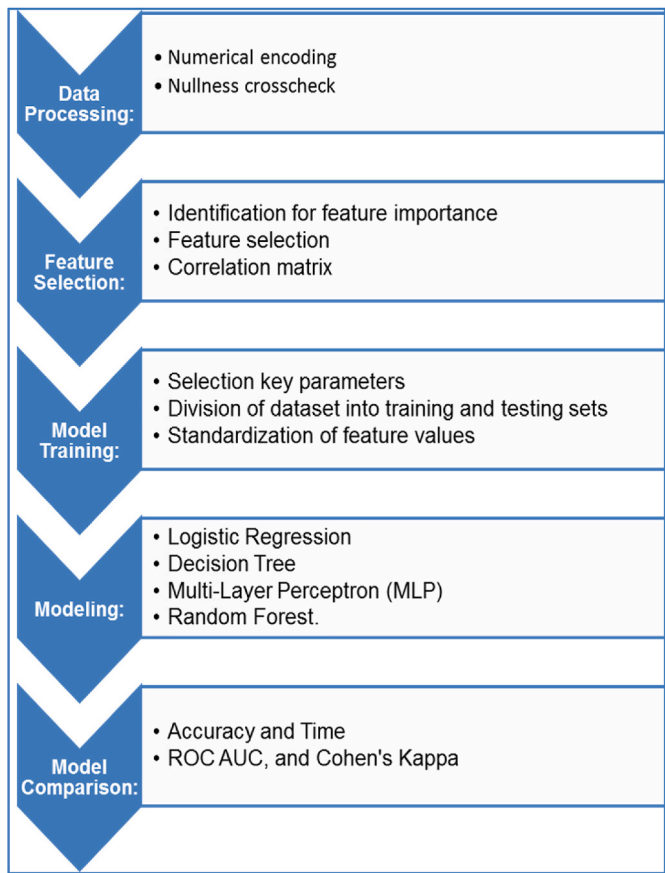 Data
Processing:
• Numerical encoding
• Nullness crosscheck
Feature
Selection:
• Identification for feature importance
• Feature selection
• Correlation matrix
Model
Training:
• Selection key parameters
• Division of dataset into training and testing sets
• Standardization of feature values
Modeling:
• Logistic Regression
• Decision Tree
• Multi-Layer Perceptron (MLP)
• Random Forest.
Model
Comparison:
• Accuracy and Time
• ROC AUC, and Cohen's Kappa